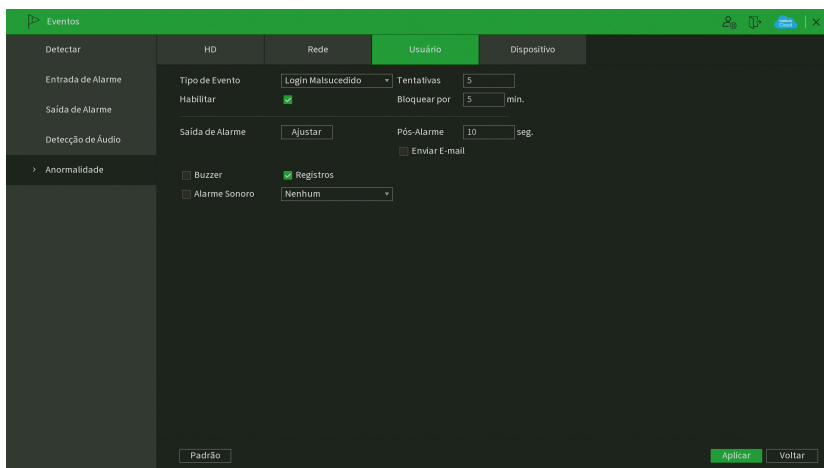 Eventos
Detectar
HD Rede Usuário Dispositivo
Entrada de Alarme
Saída de Alarme
Detecção de Áudio
Anormalidade
Tipo de Evento Login Malsucedido Tentativas 5
Habilitar Bloquear por 5 min.
Saída de Alarme Ajustar Pós-Alarme 10 seg.
Enviar E-mail
Buzzer Registros
Alarme Sonoro Nenhum
Padrão Aplicar Voltar